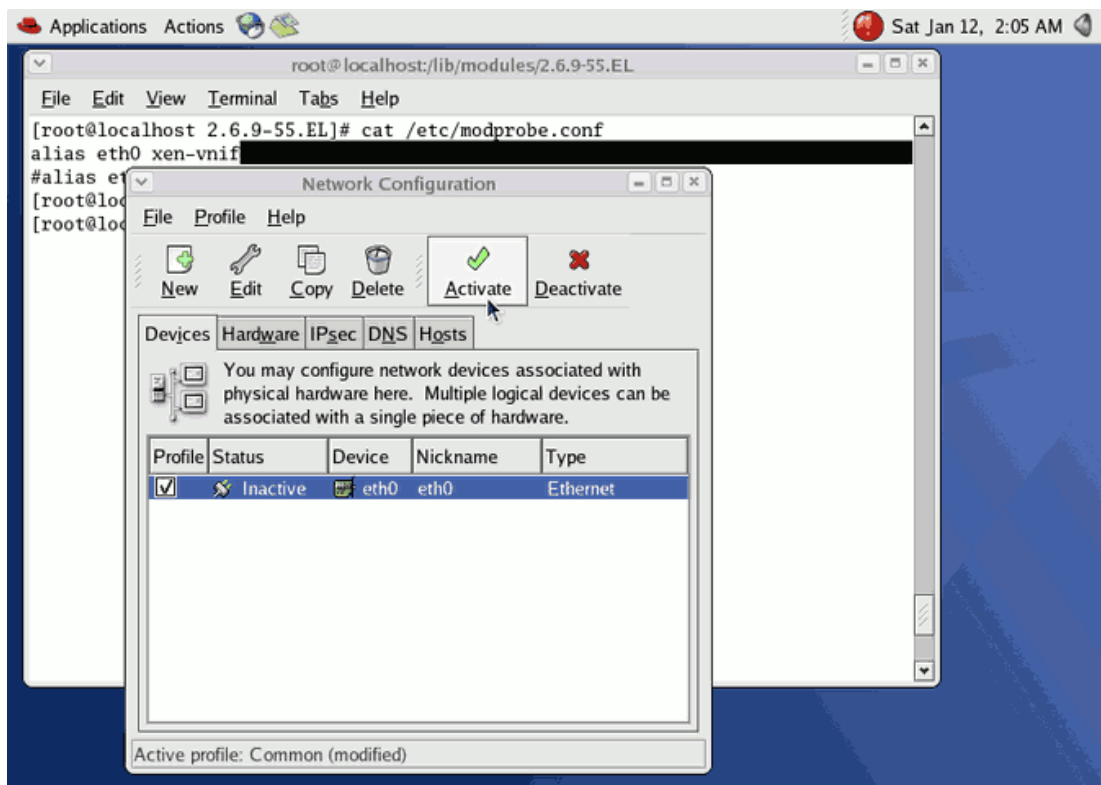 Applications Actions Sat Jan 12, 2:05 AM
root@localhost:/lib/modules/2.6.9-55.EL
File Edit View Terminal Tabs Help
[root@localhost 2.6.9-55.EL]# cat /etc/modprobe.conf
alias eth0 xen-vnif
#alias et
[root@loc
[root@loc
Network Configuration
File Profile Help
New Edit Copy Delete Activate Deactivate
Devices Hardware IPsec DNS Hosts
You may configure network devices associated with
physical hardware here. Multiple logical devices can be
associated with a single piece of hardware.
Profile Status Device Nickname Type
Inactive eth0 eth0 Ethernet
Active profile: Common (modified)